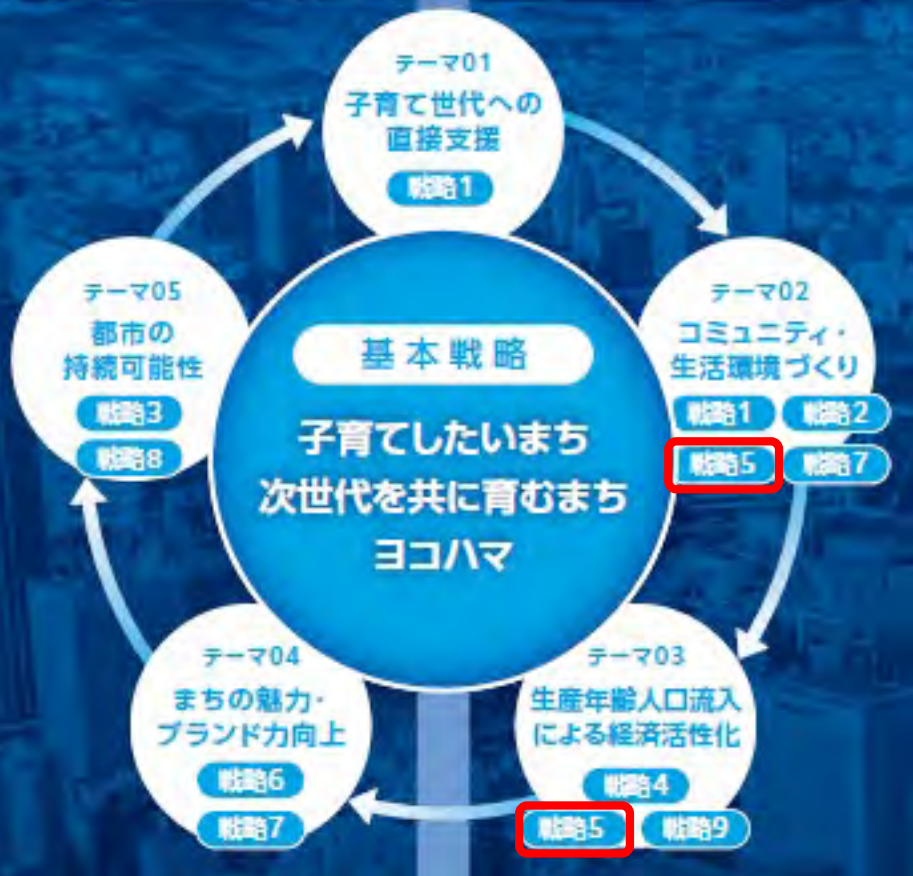 テーマ01
子育て世代への
直接支援
戦略1
テーマ02
コミュニティ・
生活環境づくり
戦略1 戦略2
戦略5 戦略7
テーマ03
生産年齢人口流入
による経済活性化
戦略4
戦略5 戦略9
テーマ04
まちの魅力・
ブランド力向上
戦略6
戦略7
テーマ05
都市の
持続可能性
戦略3
戦略8
基本戦略
子育てしたいまち
次世代を共に育むまち
ヨコハマ